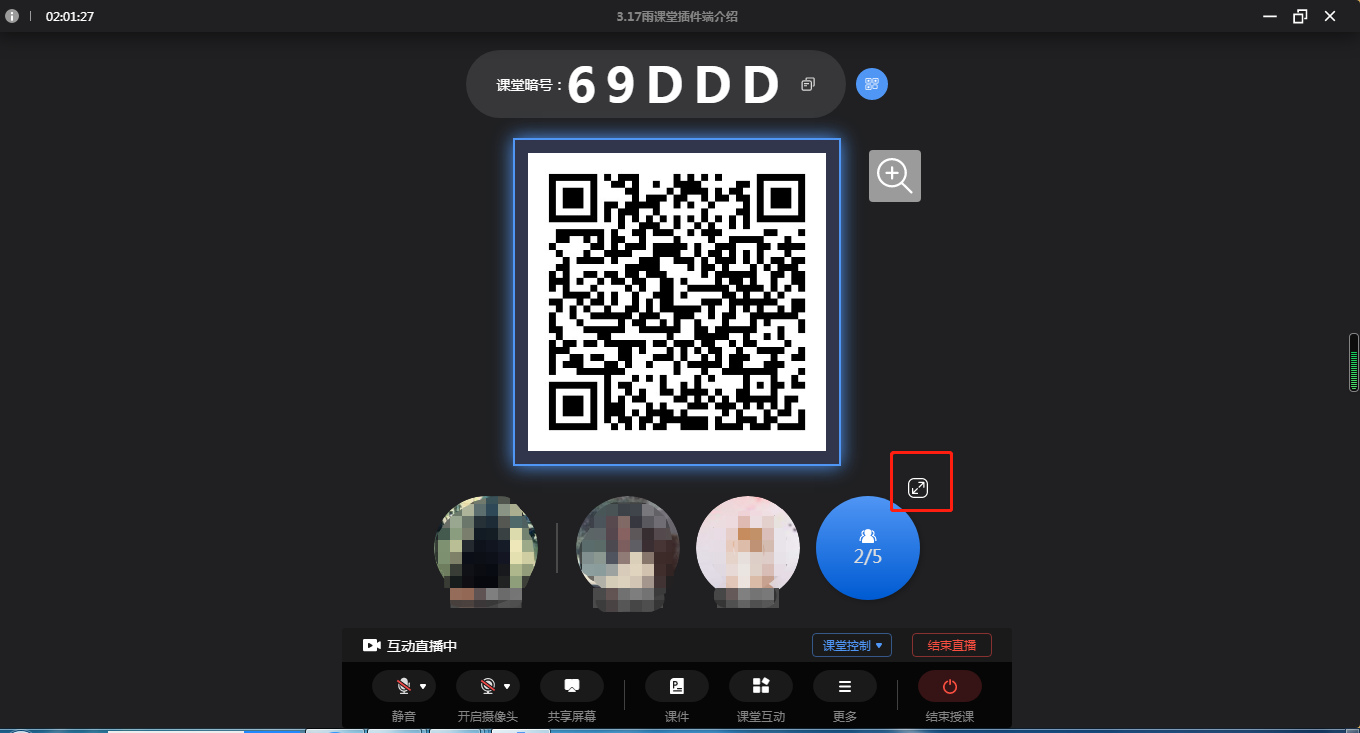 02:01:27
3.17雨课堂插件端介绍
课堂暗号：69DDD
2/5
互动直播中
课堂控制
结束直播
静音
开启摄像头
共享屏幕
课件
课堂互动
更多
结束授课